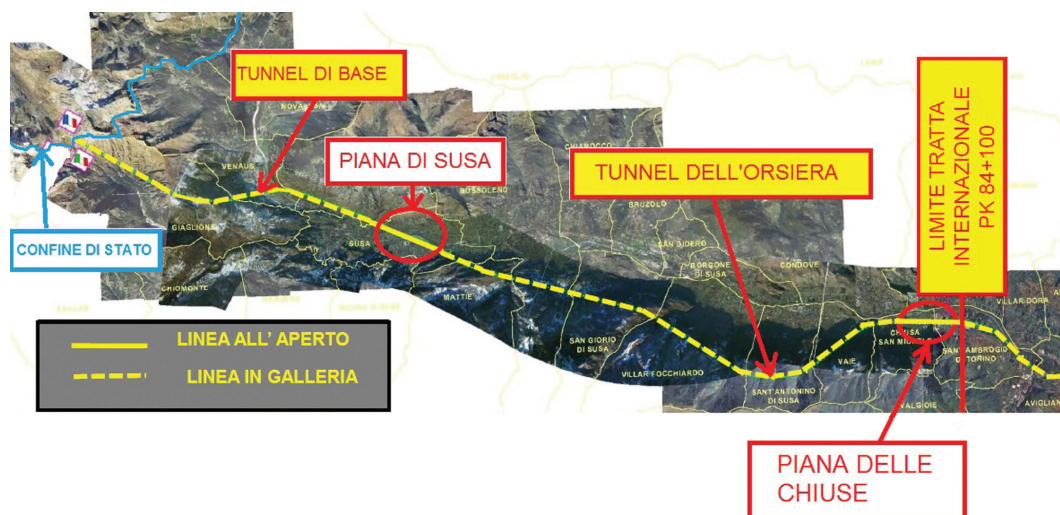 TUNNEL DI BASE
PIANA DI SUSA
TUNNEL DELL'ORSIERA
LIMITE TRATTA
INTERNAZIONALE
PK 84+100
CONFINE DI STATO
VENAUS
GIAGLIONE
SUSA
CHIOMONTE
MATTIE
BUSSOLENO
CHIANOCCO
BRUZOLO
SAN DIDERO
BORGONE
DI SUSA
CONDOVE
SAN GIORIO
DI SUSA
VILLAR FOCCHIARDO
SANT'ANTONINO
DI SUSA
VAIE
CHIUSA
SAN MICHELE
VILLAR DORA
SANT'AMBROGIO
DI TORINO
VALGIOIE
AVIGLIAN
LINEA ALL' APERTO
LINEA IN GALLERIA
PIANA DELLE
CHIUSE